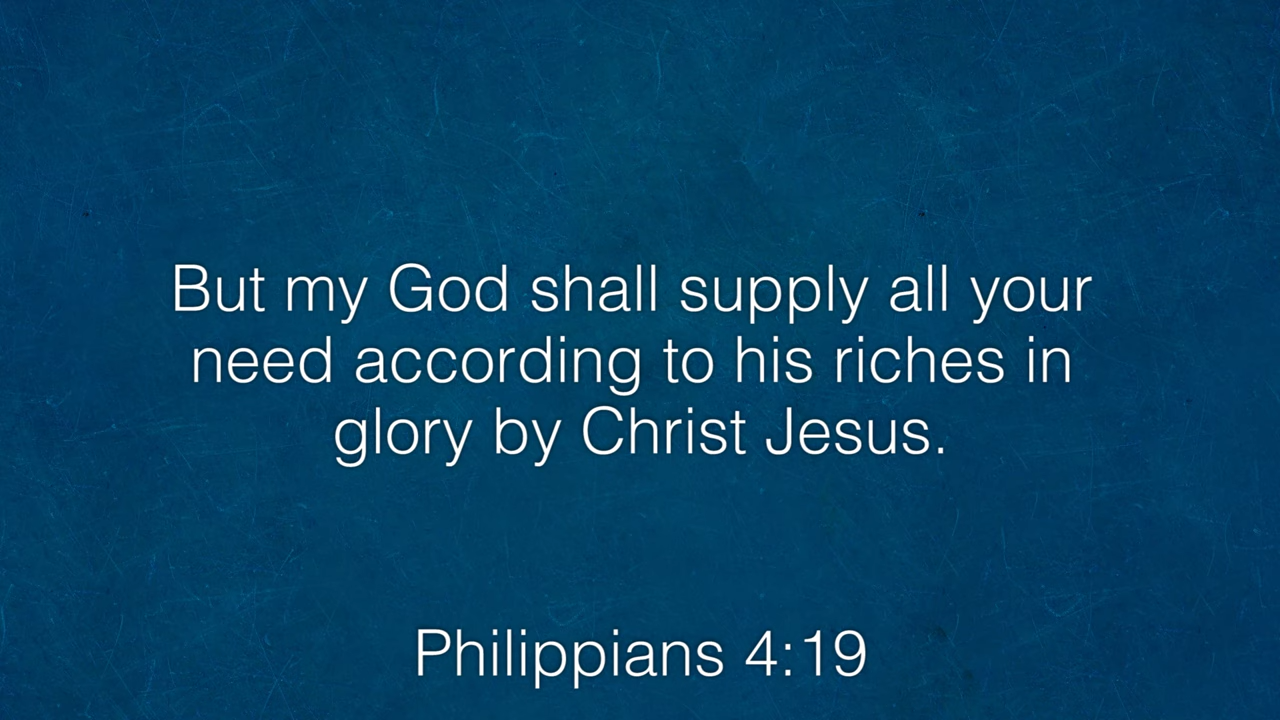 But my God shall supply all your
need according to his riches in
glory by Christ Jesus.
Philippians 4:19